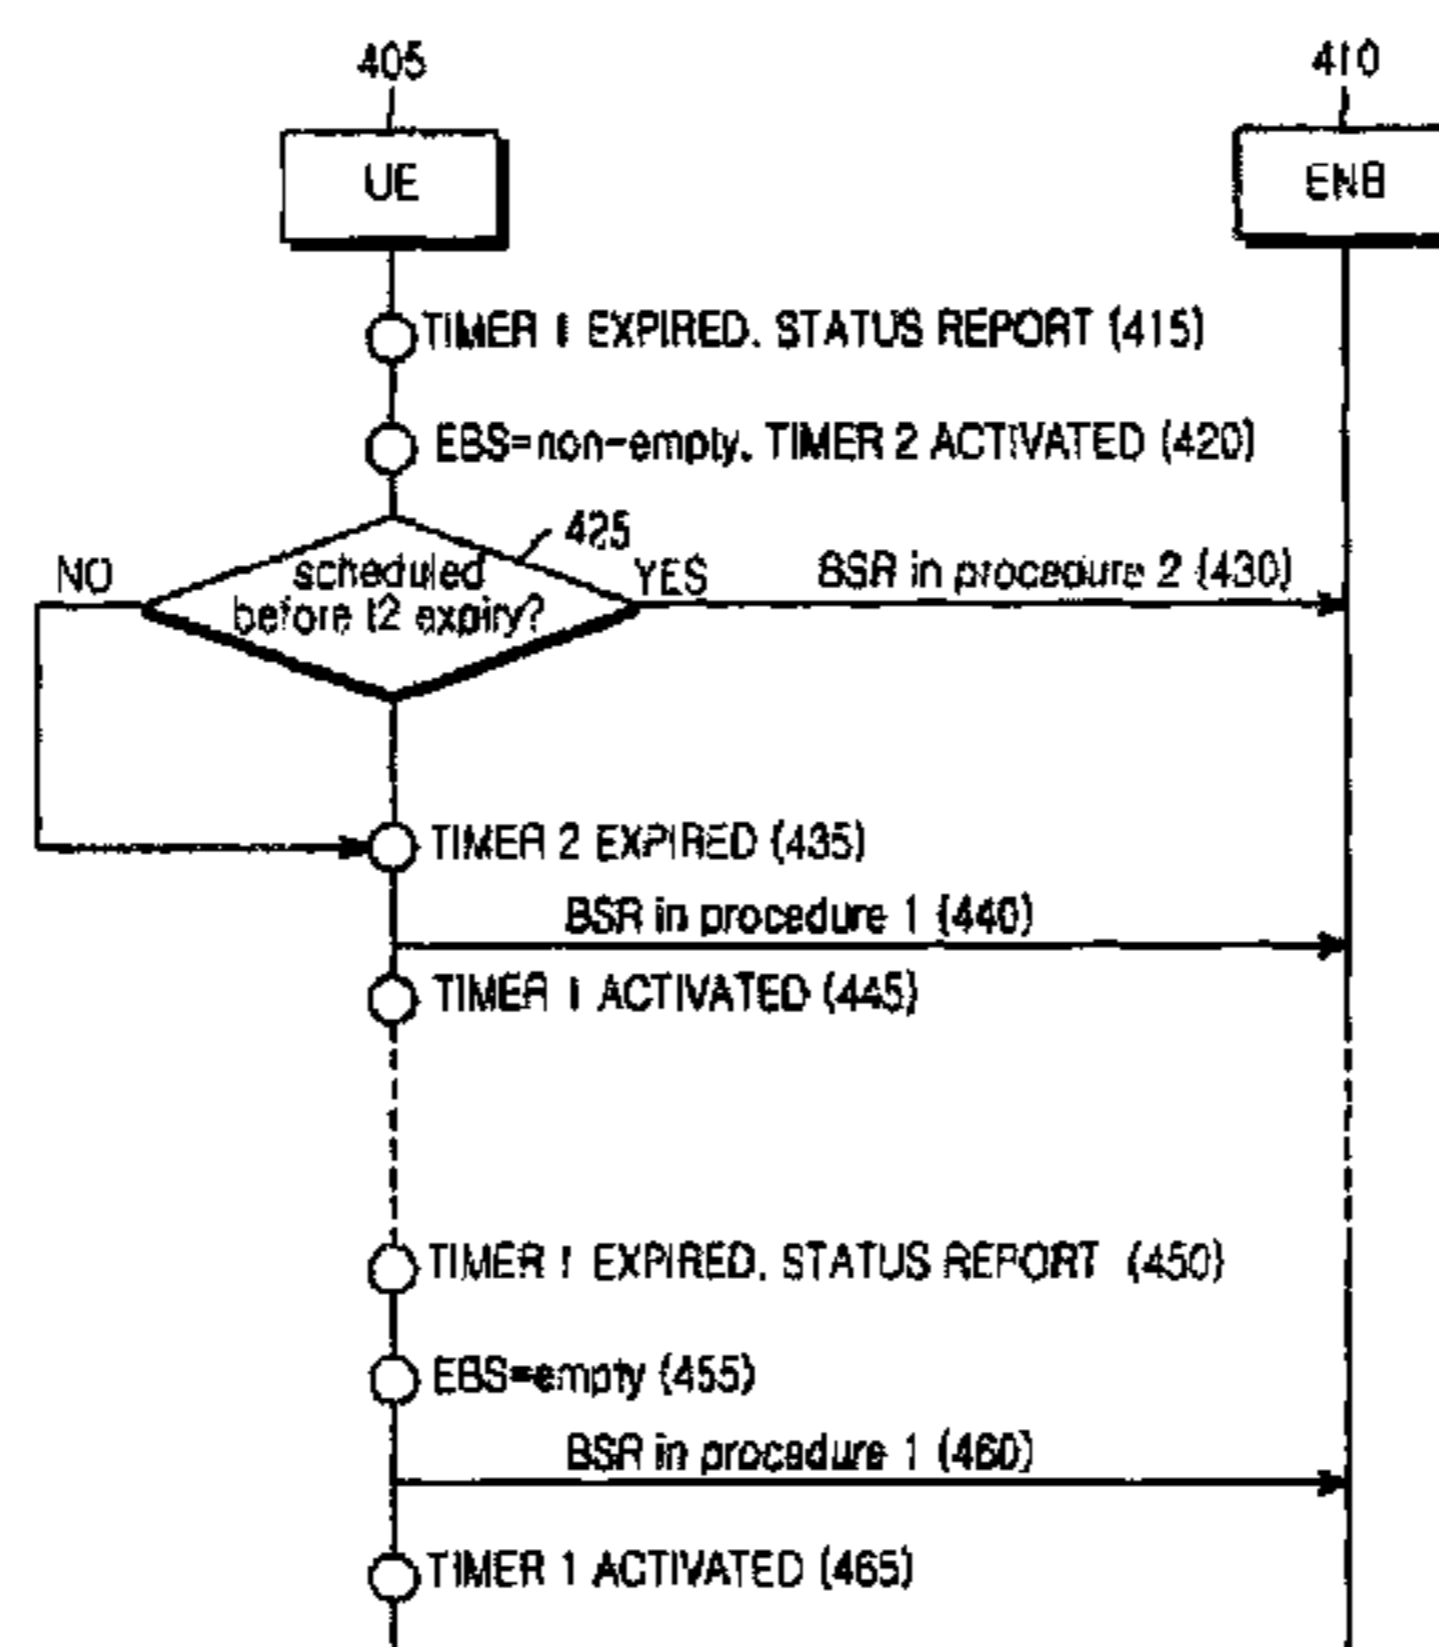 405
410
UE
ENB
TIMER 1 EXPIRED. STATUS REPORT (415)
EBS=non-empty. TIMER 2 ACTIVATED (420)
425
NO
scheduled
before t2 expiry?
YES
BSR in procedure 2 (430)
TIMER 2 EXPIRED (435)
BSR in procedure 1 (440)
TIMER 1 ACTIVATED (445)
TIMER 1 EXPIRED. STATUS REPORT (450)
EBS=empty (455)
BSR in procedure 1 (460)
TIMER 1 ACTIVATED (465)